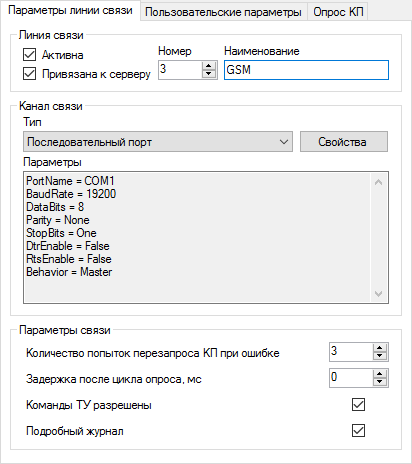 Параметры линии связи Пользовательские параметры Опрос КП
Линия связи
Активна Номер Наименование
Привязана к серверу 3 GSM
Канал связи
Тип
Последовательный порт Свойства
Параметры
PortName = COM1
BaudRate = 19200
DataBits = 8
Parity = None
StopBits = One
DtrEnable = False
RtsEnable = False
Behavior = Master
Параметры связи
Количество попыток перезапроса КП при ошибке 3
Задержка после цикла опроса, мс 0
Команды ТУ разрешены
Подробный журнал